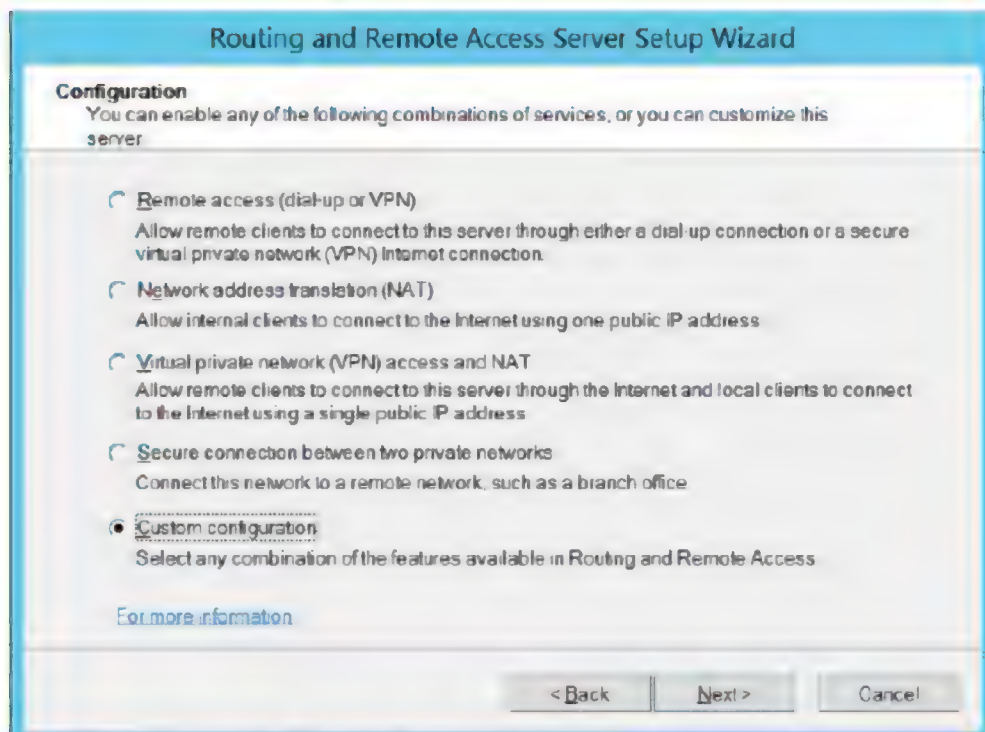 Routing and Remote Access Server Setup Wizard
Configuration
You can enable any of the following combinations of services, or you can customize this
server
Remote access (dial-up or VPN)
Allow remote clients to connect to this server through either a dial-up connection or a secure
virtual private network (VPN) Internet connection.
Network address translation (NAT)
Allow internal clients to connect to the Internet using one public IP address
Virtual private network (VPN) access and NAT
Allow remote clients to connect to this server through the Internet and local clients to connect
to the Internet using a single public IP address
Secure connection between two private networks
Connect this network to a remote network, such as a branch office
Custom configuration
Select any combination of the features available in Routing and Remote Access
For more information
< Back
Next >
Cancel